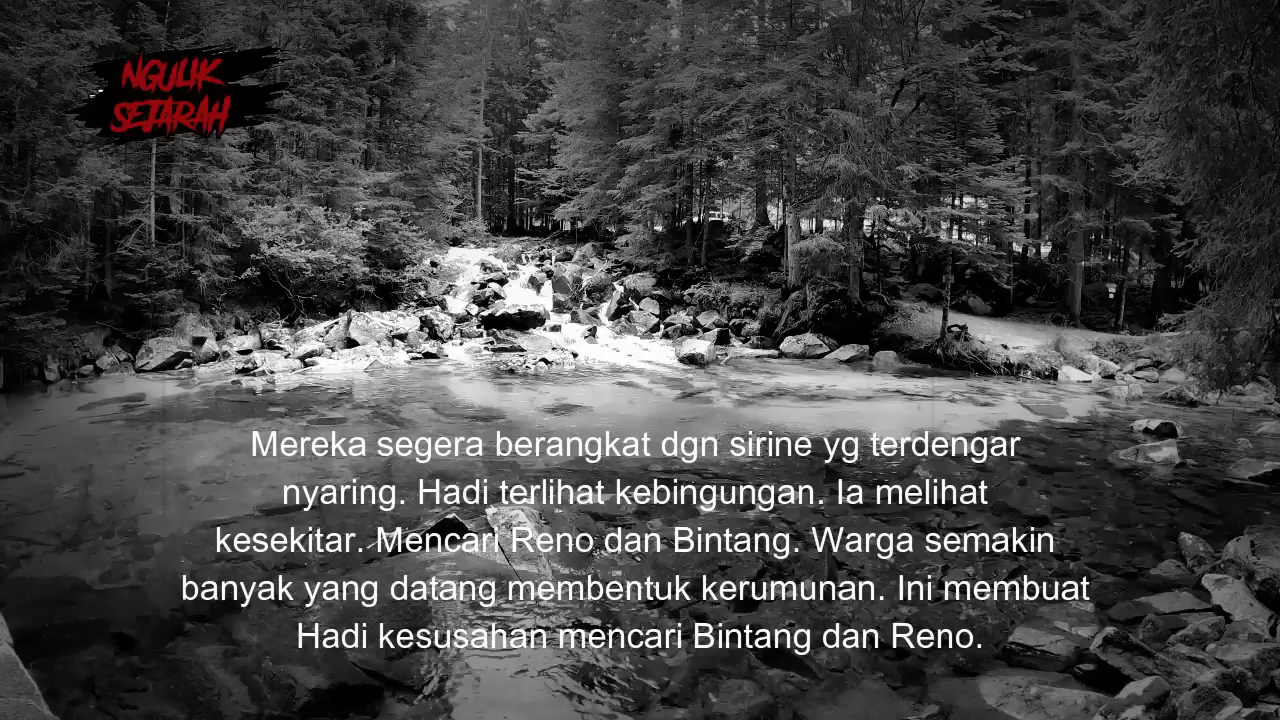 NGULIK
SEJARAH
Mereka segera berangkat dgn sirine yg terdengar
nyaring. Hadi terlihat kebingungan. Ia melihat
kesekitar. Mencari Reno dan Bintang. Warga semakin
banyak yang datang membentuk kerumunan. Ini membuat
Hadi kesusahan mencari Bintang dan Reno.